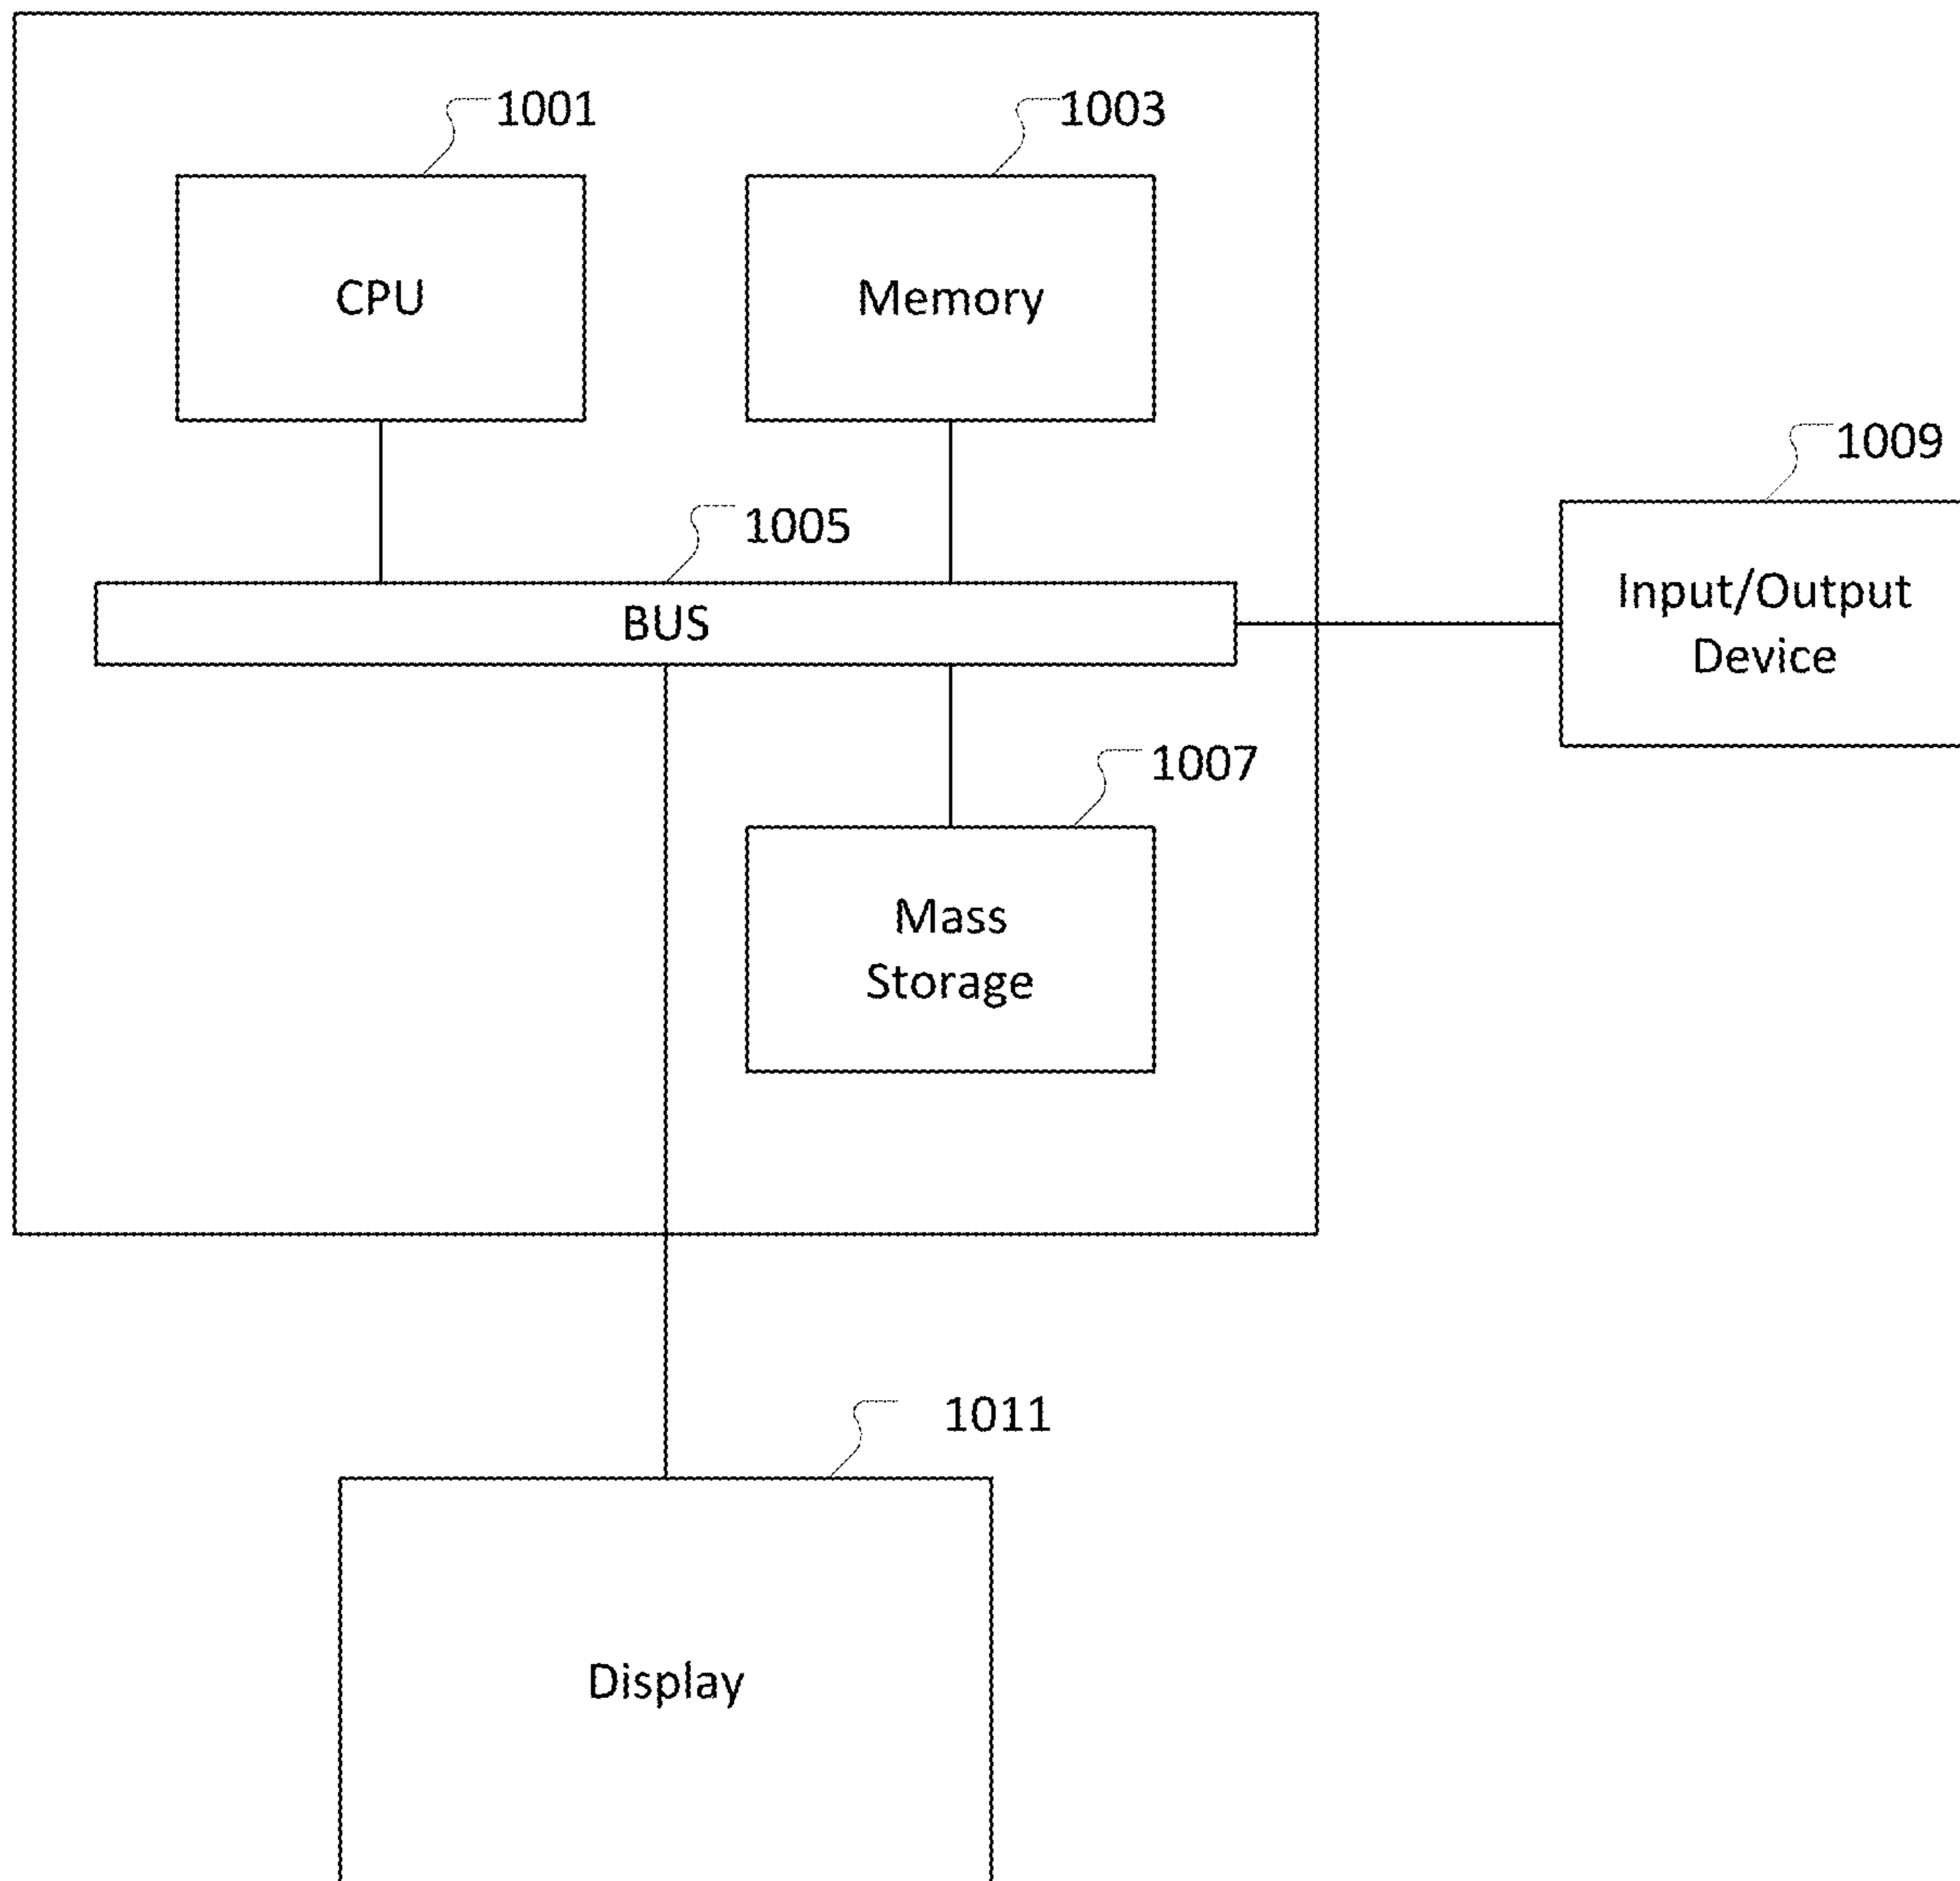 1001
1003
CPU
Memory
1009
1005
Input/Output
Device
BUS
1007
Mass
Storage
1011
Display